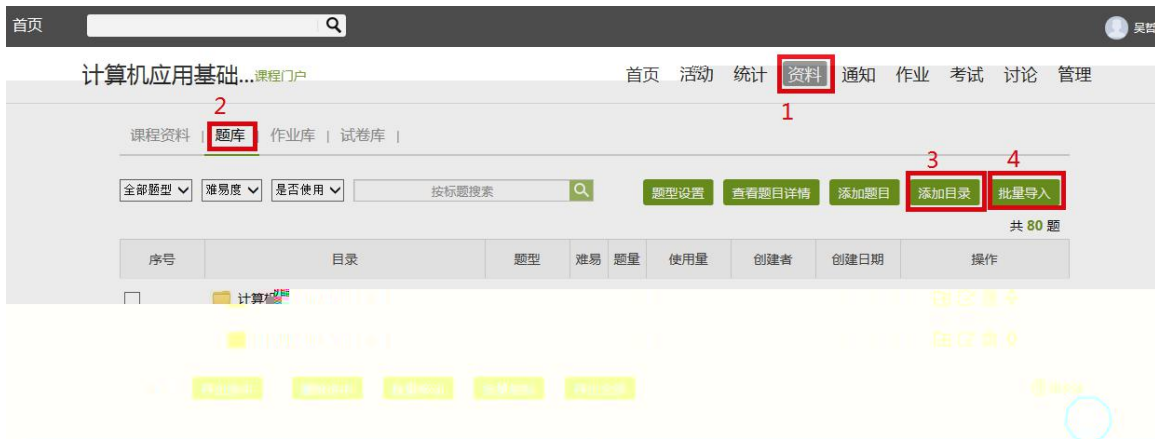 首页 吴
计算机应用基础...课程门户 首页 活动 统计 资料 通知 作业 考试 讨论 管理
2 1
课程资料 | 题库 | 作业库 | 试卷库 |
3 4
全部题型 难易度 是否使用 按标题搜索 题型设置 查看题目详情 添加题目 添加目录 批量导入
共 80 题
序号 目录 题型 难易 题量 使用量 创建者 创建日期 操作
计算机